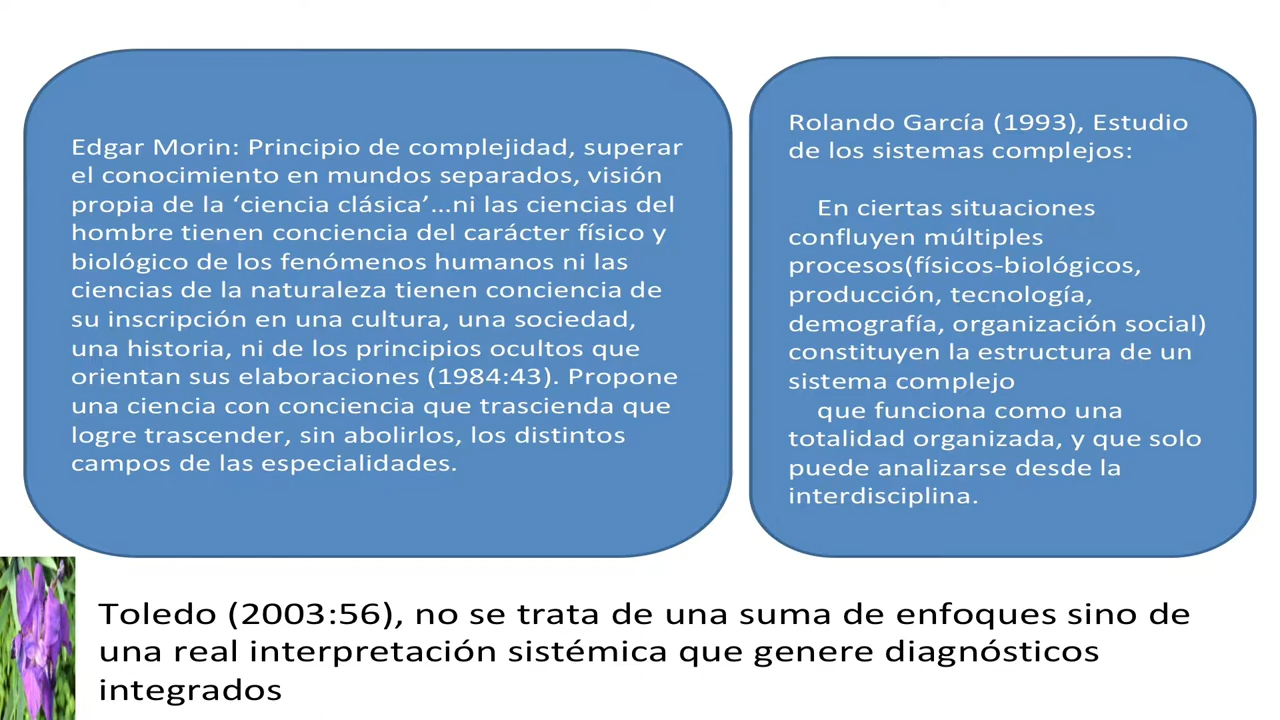 Edgar Morin: Principio de complejidad, superar
el conocimiento en mundos separados, visión
propia de la ‘ciencia clásica’…ni las ciencias del
hombre tienen conciencia del carácter físico y
biológico de los fenómenos humanos ni las
ciencias de la naturaleza tienen conciencia de
su inscripción en una cultura, una sociedad,
una historia, ni de los principios ocultos que
orientan sus elaboraciones (1984:43). Propone
una ciencia con conciencia que trascienda que
logre trascender, sin abolirlos, los distintos
campos de las especialidades.
Rolando García (1993), Estudio
de los sistemas complejos:
En ciertas situaciones
confluyen múltiples
procesos(físicos-biológicos,
producción, tecnología,
demografía, organización social)
constituyen la estructura de un
sistema complejo
que funciona como una
totalidad organizada, y que solo
puede analizarse desde la
interdisciplina.
Toledo (2003:56), no se trata de una suma de enfoques sino de
una real interpretación sistémica que genere diagnósticos
integrados